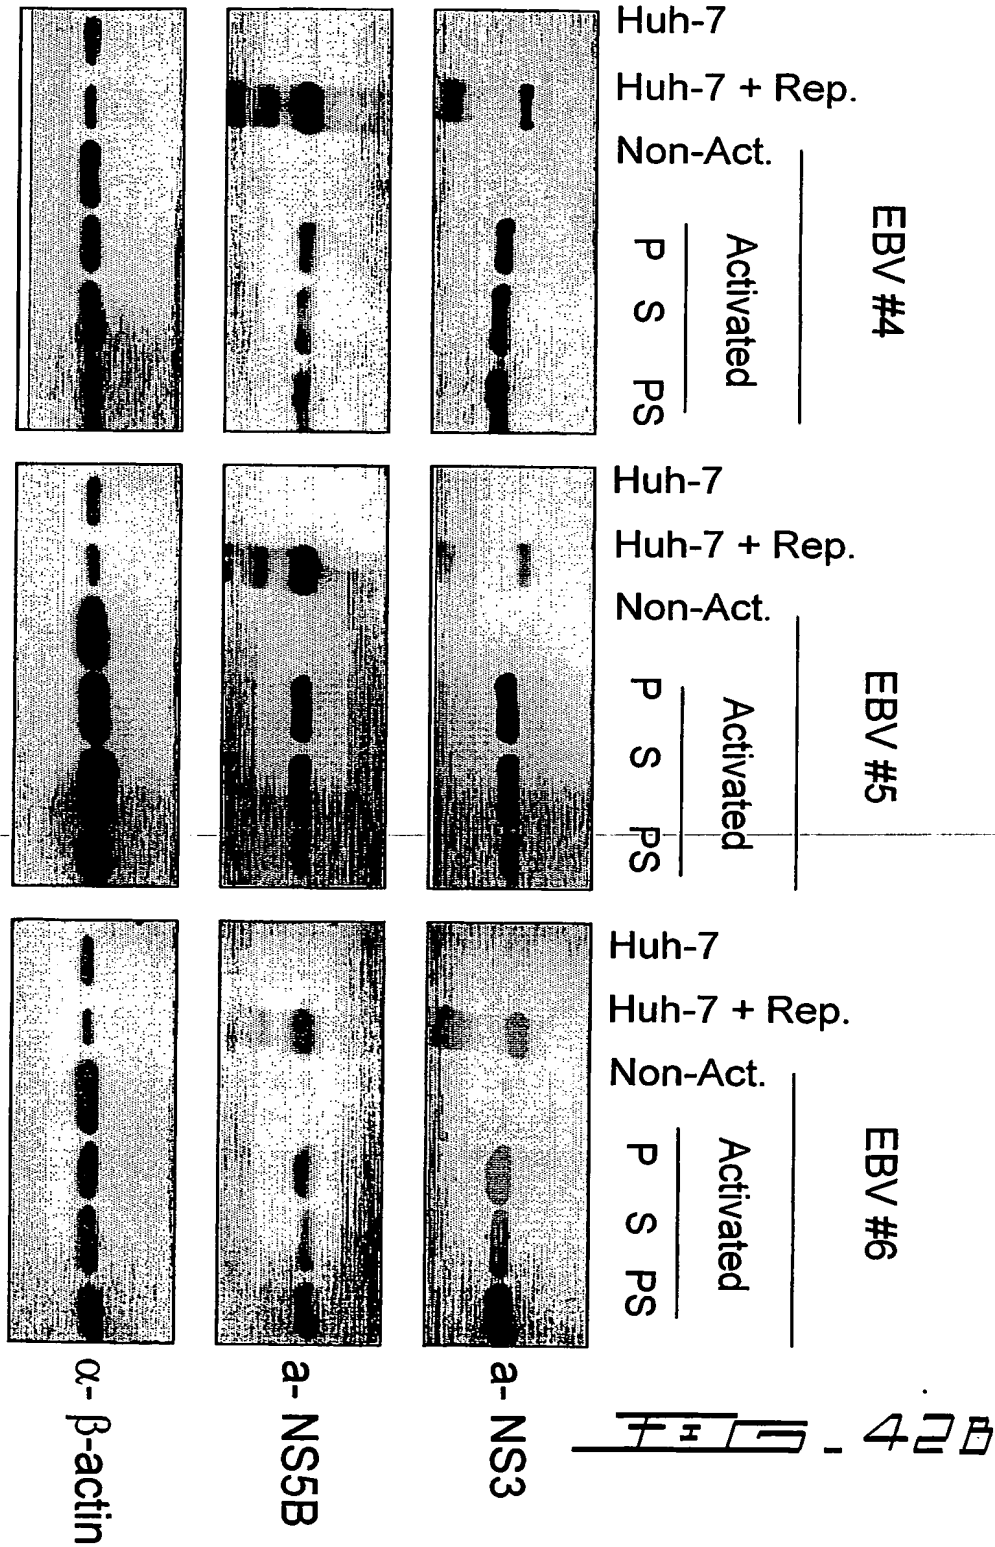 EBV #4
Activated
Huh-7
Huh-7 + Rep.
Non-Act.
P
S
PS
EBV #5
Activated
Huh-7
Huh-7 + Rep.
Non-Act.
P
S
PS
EBV #6
Activated
Huh-7
Huh-7 + Rep.
Non-Act.
P
S
PS
a- NS3
a- NS5B
α- β-actin
FIG. 42B